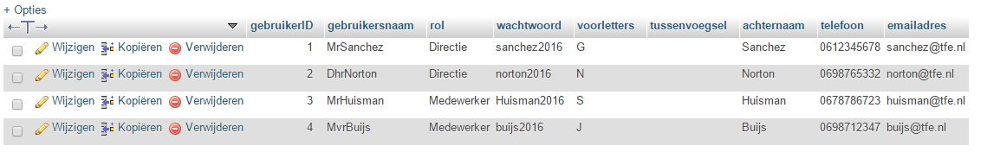 + Opties
gebruikerID gebruikersnaam rol wachtwoord voorletters tussenvoegsel achternaam telefoon emailadres
Wijzigen Kopiëren Verwijderen 1 MrSanchez Directie sanchez2016 G Sanchez 0612345678 sanchez@tfe.nl
Wijzigen Kopiëren Verwijderen 2 DhrNorton Directie norton2016 N Norton 0698765332 norton@tfe.nl
Wijzigen Kopiëren Verwijderen 3 MrHuisman Medewerker Huisman2016 S Huisman 0678786723 huisman@tfe.nl
Wijzigen Kopiëren Verwijderen 4 MvrBuijs Medewerker buijs2016 J Buijs 0698712347 buijs@tfe.nl